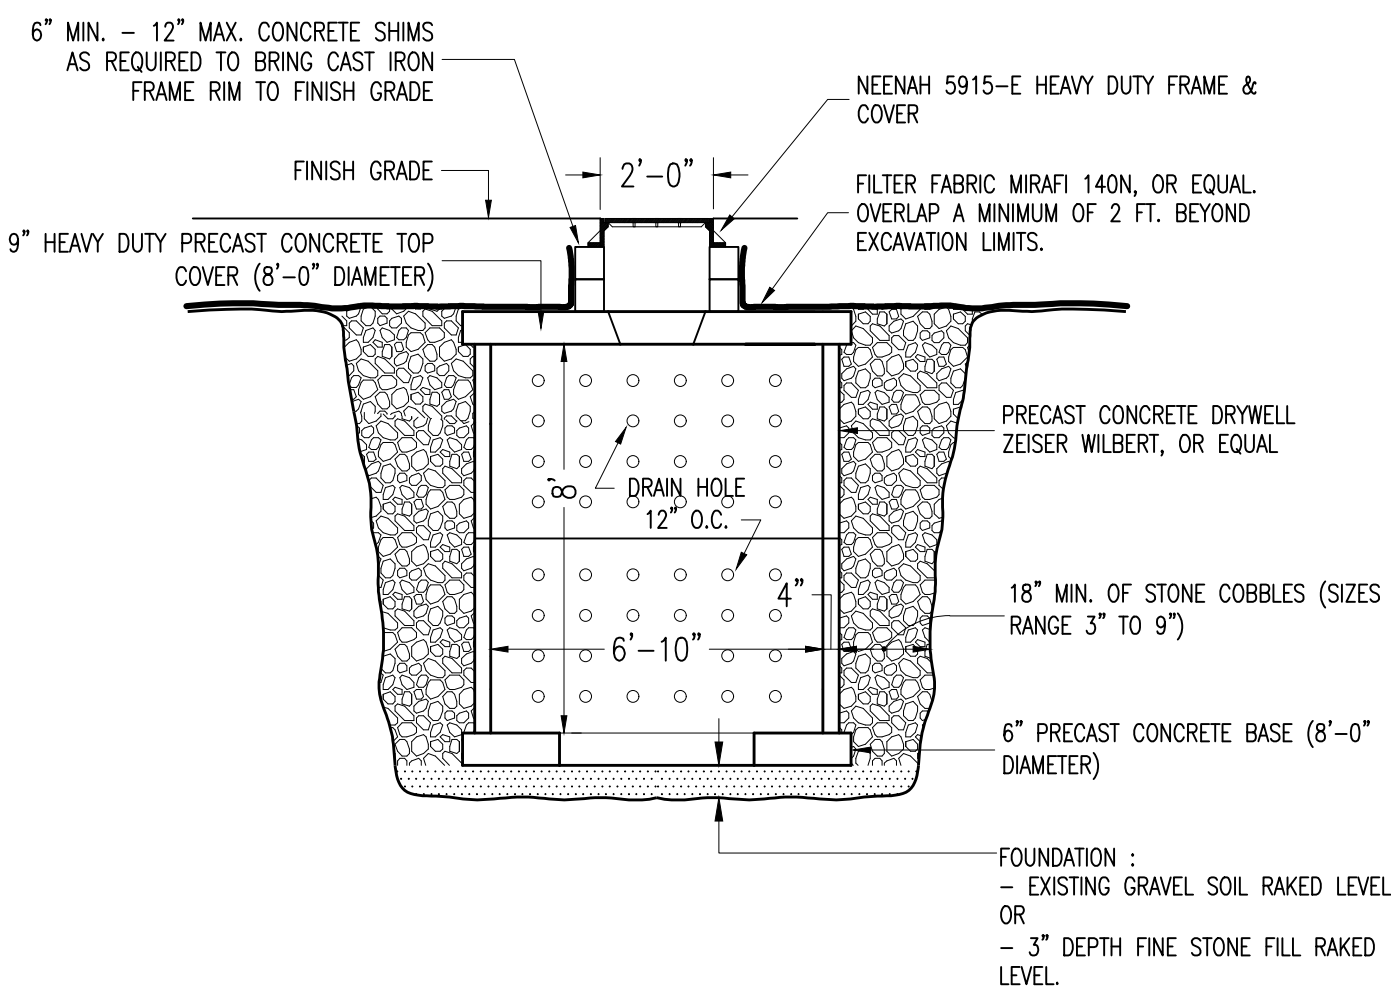 6” MIN. – 12” MAX. CONCRETE SHIMS
AS REQUIRED TO BRING CAST IRON
FRAME RIM TO FINISH GRADE
NEENAH 5915–E HEAVY DUTY FRAME &
COVER
FINISH GRADE
2’–0”
FILTER FABRIC MIRAFI 140N, OR EQUAL.
OVERLAP A MINIMUM OF 2 FT. BEYOND
EXCAVATION LIMITS.
9” HEAVY DUTY PRECAST CONCRETE TOP
COVER (8’–0” DIAMETER)
PRECAST CONCRETE DRYWELL
ZEISER WILBERT, OR EQUAL
8’
DRAIN HOLE
12” O.C.
4”
18” MIN. OF STONE COBBLES (SIZES
RANGE 3” TO 9”)
6’–10”
6” PRECAST CONCRETE BASE (8’–0”
DIAMETER)
FOUNDATION :
– EXISTING GRAVEL SOIL RAKED LEVEL
OR
– 3” DEPTH FINE STONE FILL RAKED
LEVEL.